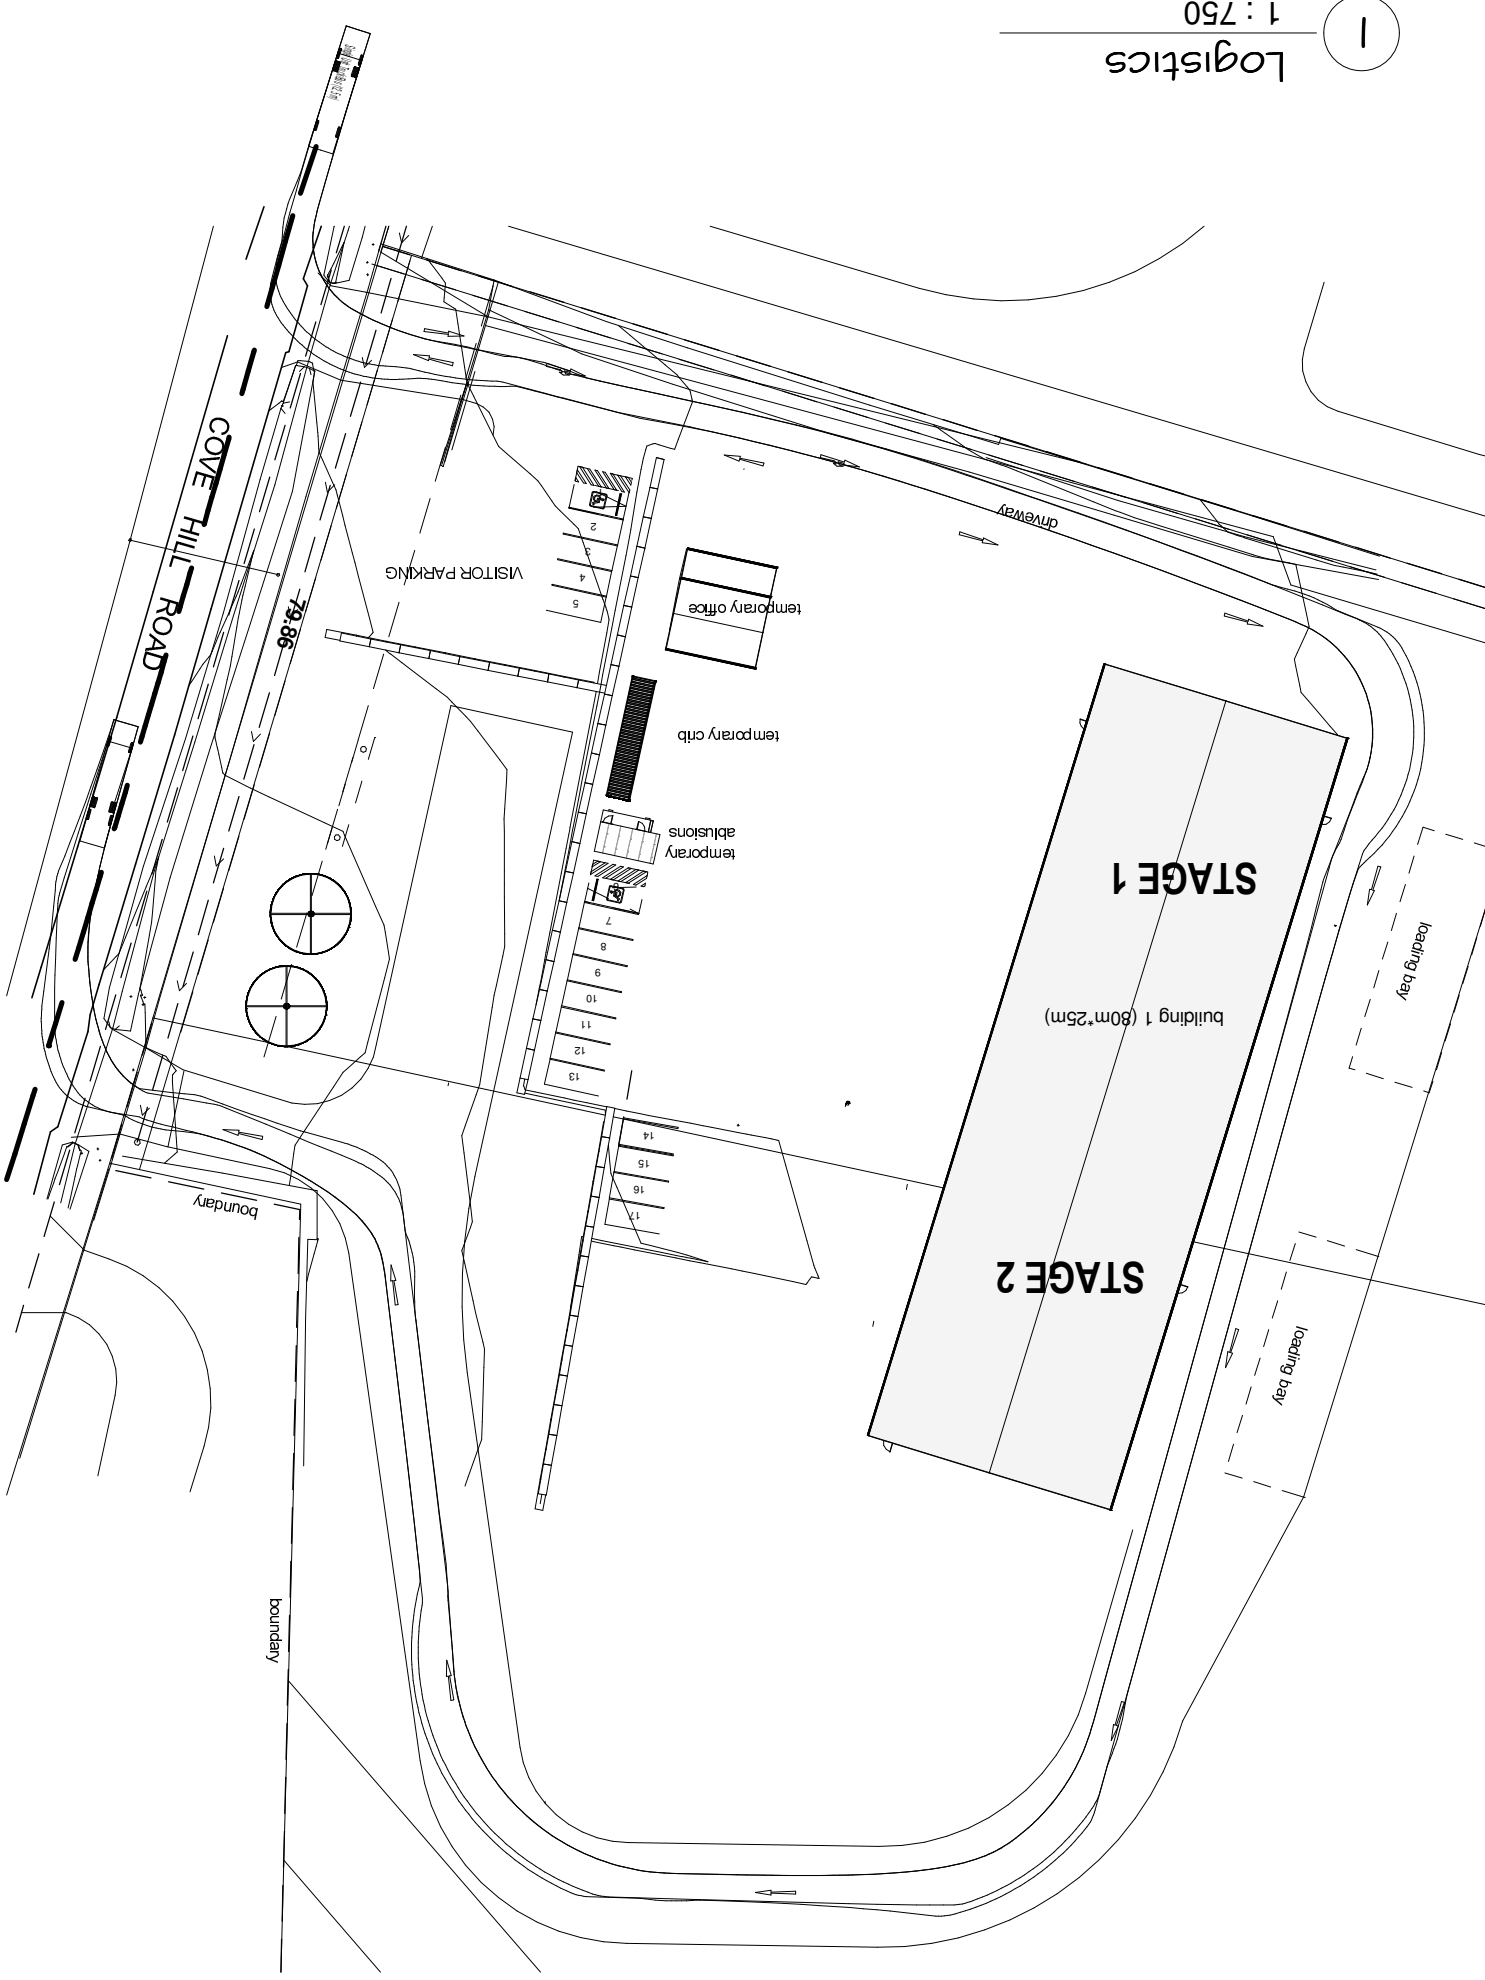 1
Logistics
1 : 750
loading bay
loading bay
STAGE 1
building 1 (80m*25m)
STAGE 2
driveway
temporary office
temporary crib
temporary
ablusions
VISITOR PARKING
2
3
4
5
7
8
9
10
11
12
13
14
15
16
17
79.86
COVE HILL ROAD
boundary
boundary